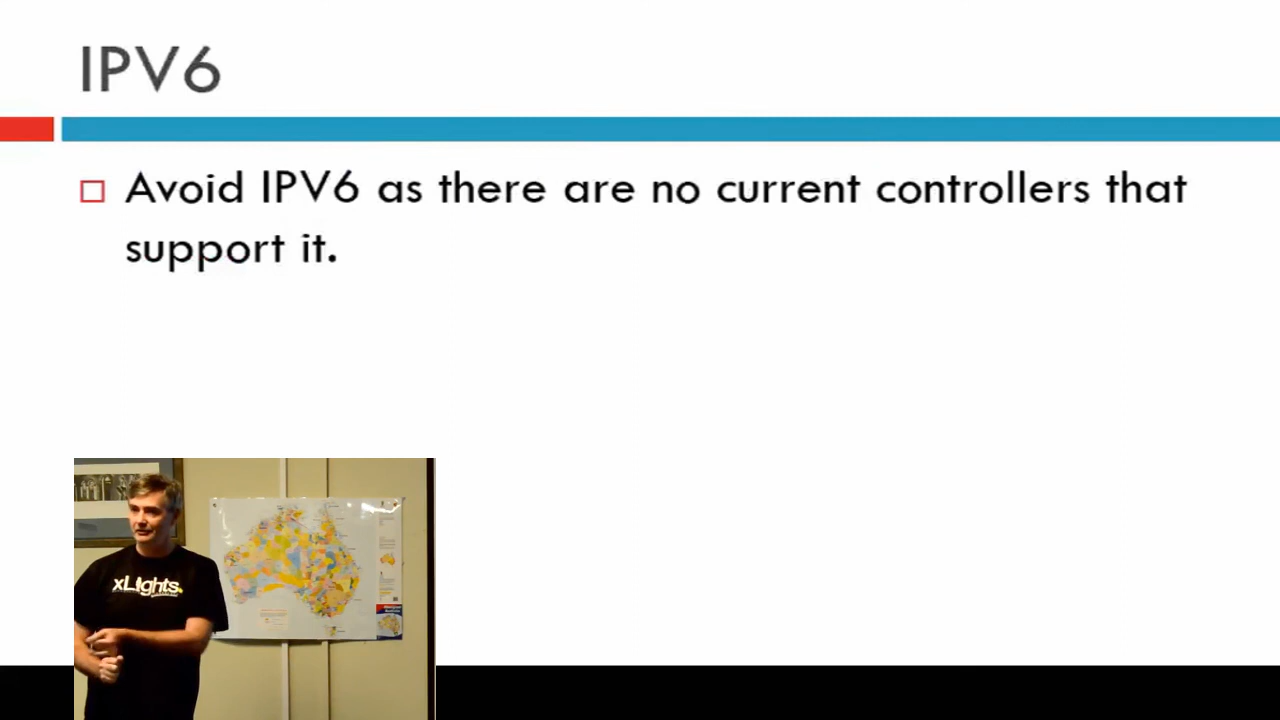 IPV6
Avoid IPV6 as there are no current controllers that
support it.
xLights